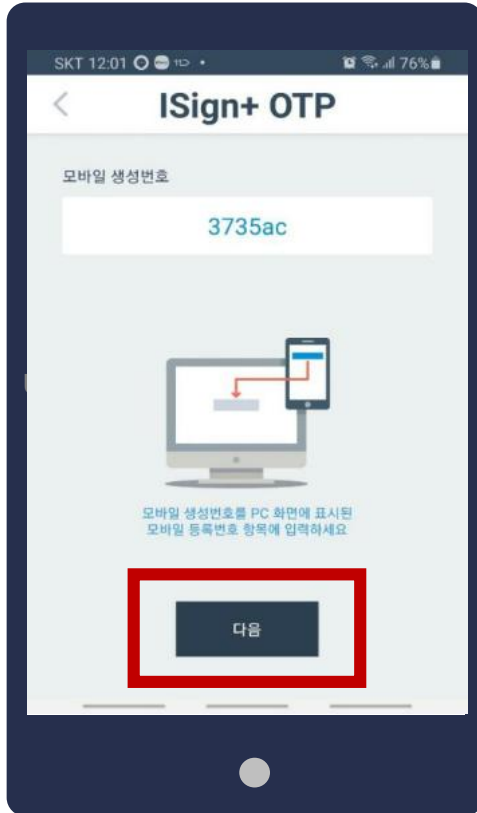 SKT 12:01
76%
ISign+ OTP
모바일 생성번호
3735ac
모바일 생성번호를 PC 화면에 표시된
모바일 등록번호 항목에 입력하세요
다음